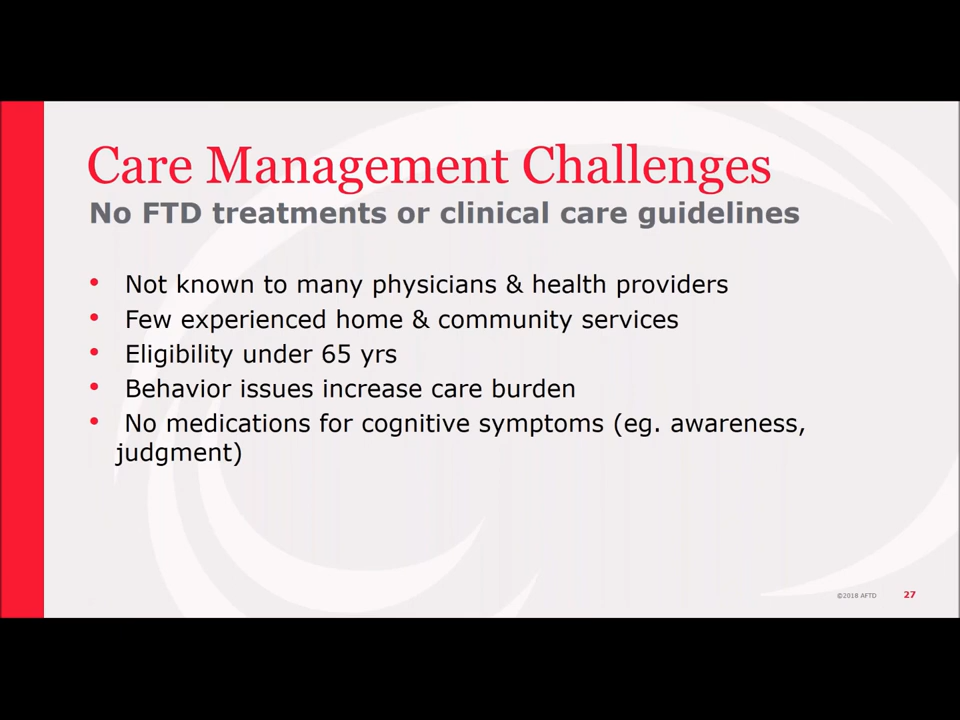 Care Management Challenges
No FTD treatments or clinical care guidelines
• Not known to many physicians & health providers
• Few experienced home & community services
• Eligibility under 65 yrs
• Behavior issues increase care burden
• No medications for cognitive symptoms (eg. awareness,
judgment)
©2018 AFTD 27